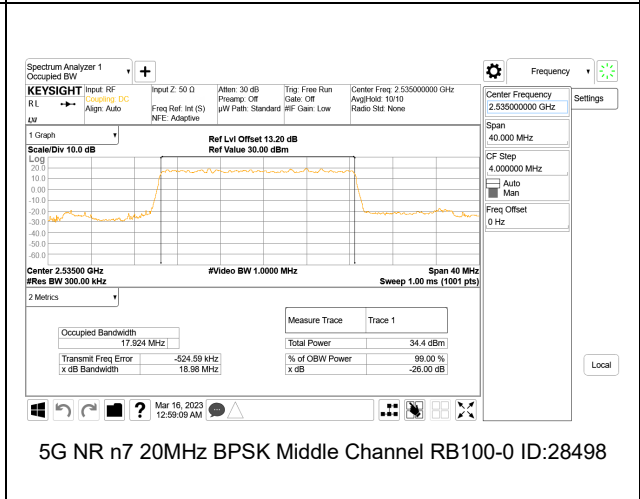 Spectrum Analyzer 1
Occupied BW
+
Frequency
KEYSIGHT
Input: RF
Input Z: 50 Ω
Atten: 30 dB
Trig: Free Run
Center Freq: 2.535000000 GHz
RL
Coupling: DC
Preamp: Off
Gate: Off
Avg|Hold: 10/10
Align: Auto
Freq Ref: Int (S)
µW Path: Standard
#IF Gain: Low
Radio Std: None
NFE: Adaptive
Center Frequency
2.535000000 GHz
Settings
Span
40.000 MHz
CF Step
4.000000 MHz
Auto
Man
Freq Offset
0 Hz
1 Graph
Ref Lvl Offset 13.20 dB
Scale/Div 10.0 dB
Ref Value 30.00 dBm
Log
20.0
10.0
0.00
-10.0
-20.0
-30.0
-40.0
-50.0
-60.0
Center 2.53500 GHz
#Video BW 1.0000 MHz
Span 40 MHz
#Res BW 300.00 kHz
Sweep 1.00 ms (1001 pts)
2 Metrics
Measure Trace
Trace 1
Occupied Bandwidth
17.924 MHz
Total Power
34.4 dBm
Transmit Freq Error
-524.59 kHz
% of OBW Power
99.00 %
x dB Bandwidth
18.98 MHz
x dB
-26.00 dB
Local
?
Mar 16, 2023
12:59:09 AM
5G NR n7 20MHz BPSK Middle Channel RB100-0 ID:28498